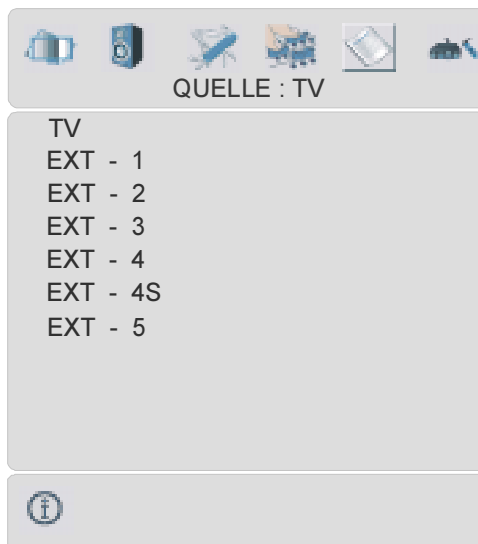 QUELLE : TV
TV
EXT - 1
EXT - 2
EXT - 3
EXT - 4
EXT - 4S
EXT - 5